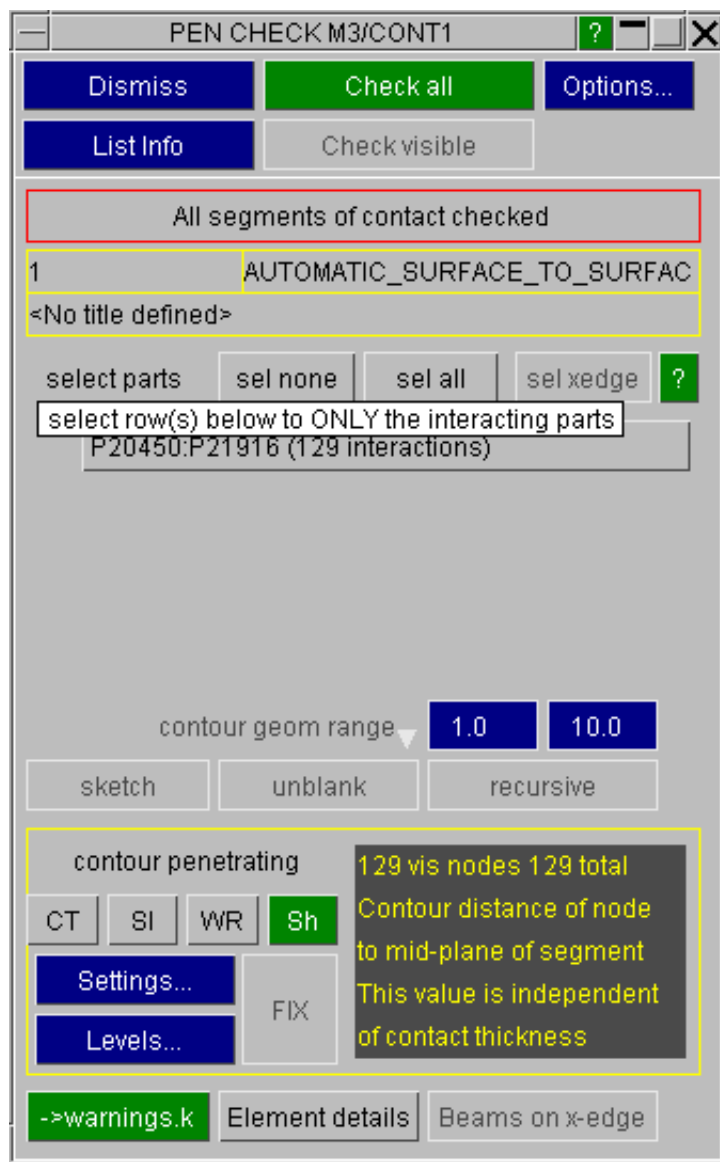 PEN CHECK M3/CONT1 ?
Dismiss Check all Options...
List Info Check visible
All segments of contact checked
1 AUTOMATIC_SURFACE_TO_SURFAC
<No title defined>
select parts sel none sel all sel xedge ?
select row(s) below to ONLY the interacting parts
P20450:P21916 (129 interactions)
contour geom range 1.0 10.0
sketch unblank recursive
contour penetrating
CT SI WR Sh
Settings...
FIX
Levels...
129 vis nodes 129 total
Contour distance of node
to mid-plane of segment
This value is independent
of contact thickness
->warnings.k Element details Beams on x-edge